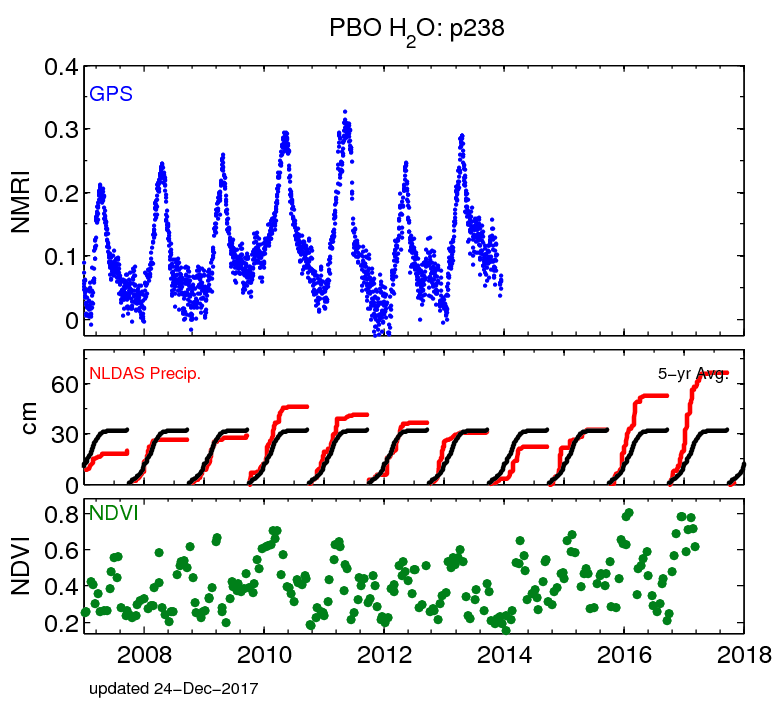 PBO H2O: p238
0.4
GPS
0.3
NMRI
0.2
0.1
0
NLDAS Precip.
5−yr Avg.
60
cm
30
0
0.8
NDVI
0.6
NDVI
0.4
0.2
2008 2010 2012 2014 2016 2018
updated 24−Dec−2017